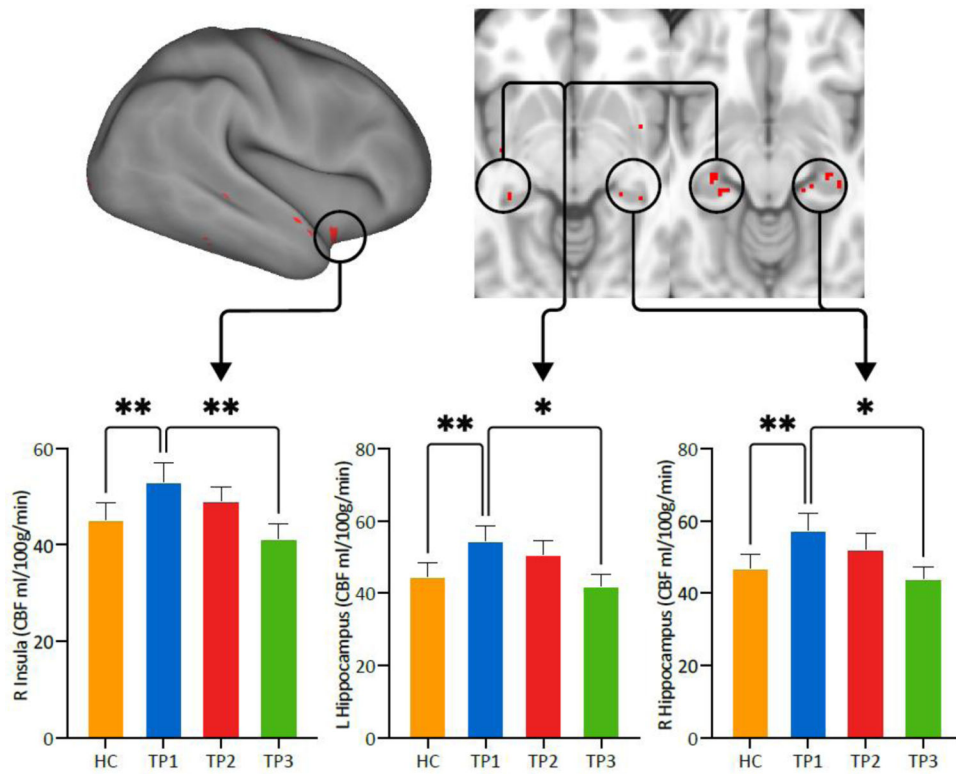 ** **
60
40
20
0
R Insula (CBF ml/100g/min)
HC TP1 TP2 TP3
** *
80
60
40
20
0
L Hippocampus (CBF ml/100g/min)
HC TP1 TP2 TP3
** *
80
60
40
20
0
R Hippocampus (CBF ml/100g/min)
HC TP1 TP2 TP3